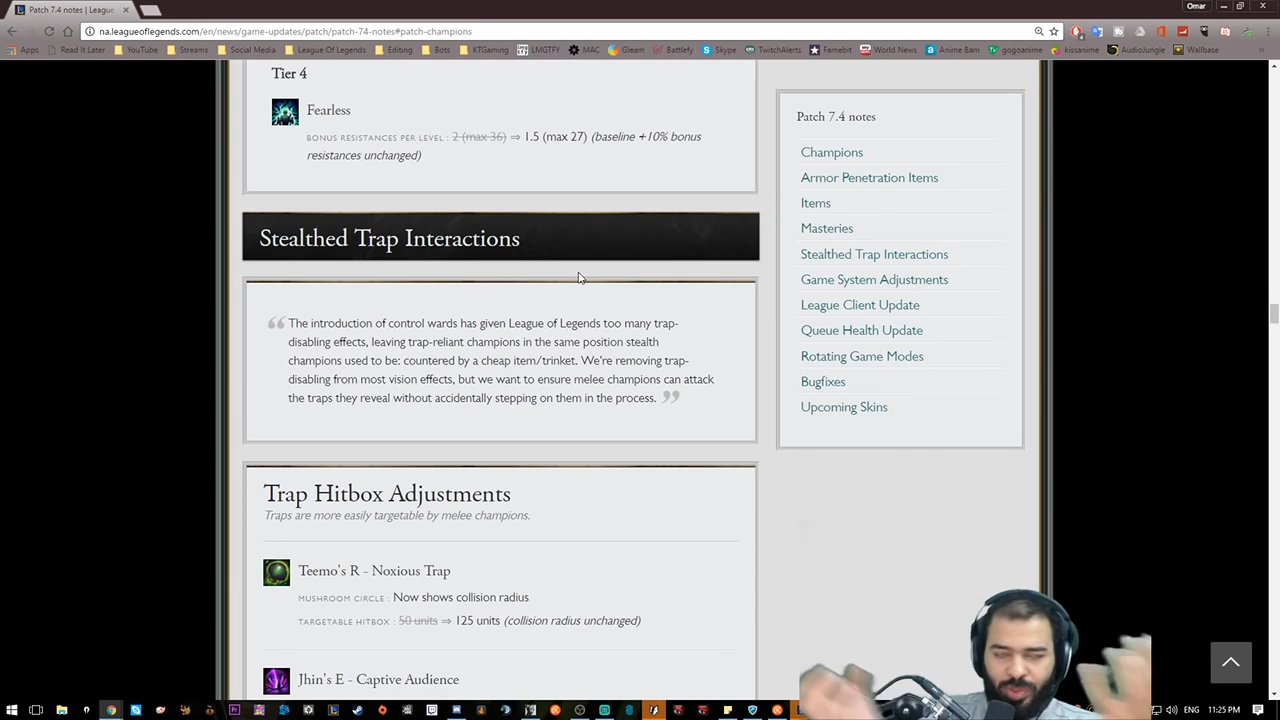 Patch 7.4 notes | League
Omar
na.leagueoflegends.com/en/news/game-updates/patch/patch-74-notes#patch-champions
Apps Read It Later YouTube Streams Social Media League Of Legends Editing Bots KTGaming LMGTFY MAC Gleam Battlefy Skype TwitchAlerts Famebit World News Anime Bam gogoanime kissanime AudioJungle Wallbase
Tier 4
Fearless
BONUS RESISTANCES PER LEVEL : 2 (max 36) ⇒ 1.5 (max 27) (baseline +10% bonus
resistances unchanged)
Stealthed Trap Interactions
The introduction of control wards has given League of Legends too many trap-
disabling effects, leaving trap-reliant champions in the same position stealth
champions used to be: countered by a cheap item/trinket. We're removing trap-
disabling from most vision effects, but we want to ensure melee champions can attack
the traps they reveal without accidentally stepping on them in the process.
Trap Hitbox Adjustments
Traps are more easily targetable by melee champions.
Teemo's R - Noxious Trap
MUSHROOM CIRCLE : Now shows collision radius
TARGETABLE HITBOX : 50 units ⇒ 125 units (collision radius unchanged)
Jhin's E - Captive Audience
Patch 7.4 notes
Champions
Armor Penetration Items
Items
Masteries
Stealthed Trap Interactions
Game System Adjustments
League Client Update
Queue Health Update
Rotating Game Modes
Bugfixes
Upcoming Skins
ENG 11:25 PM